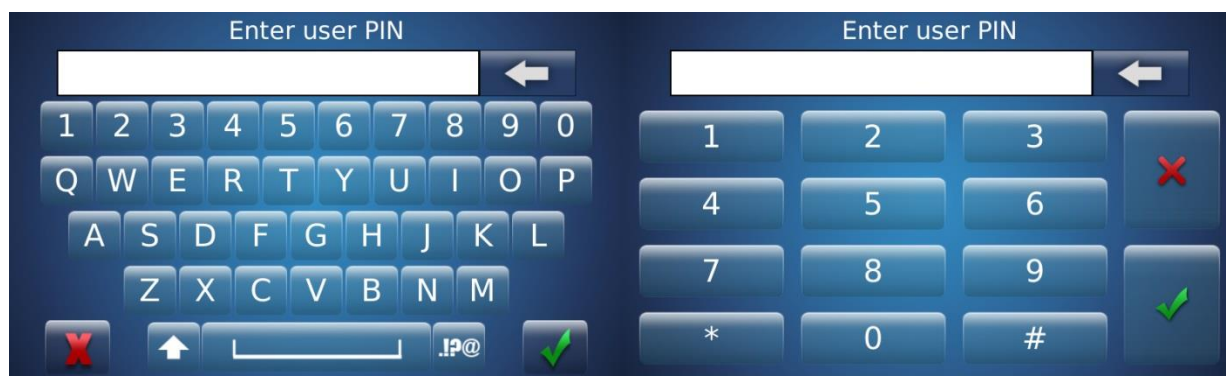 Enter user PIN
1 2 3 4 5 6 7 8 9 0
Q W E R T Y U I O P
A S D F G H J K L
Z X C V B N M
.!?@
Enter user PIN
1 2 3
4 5 6
7 8 9
* 0 #